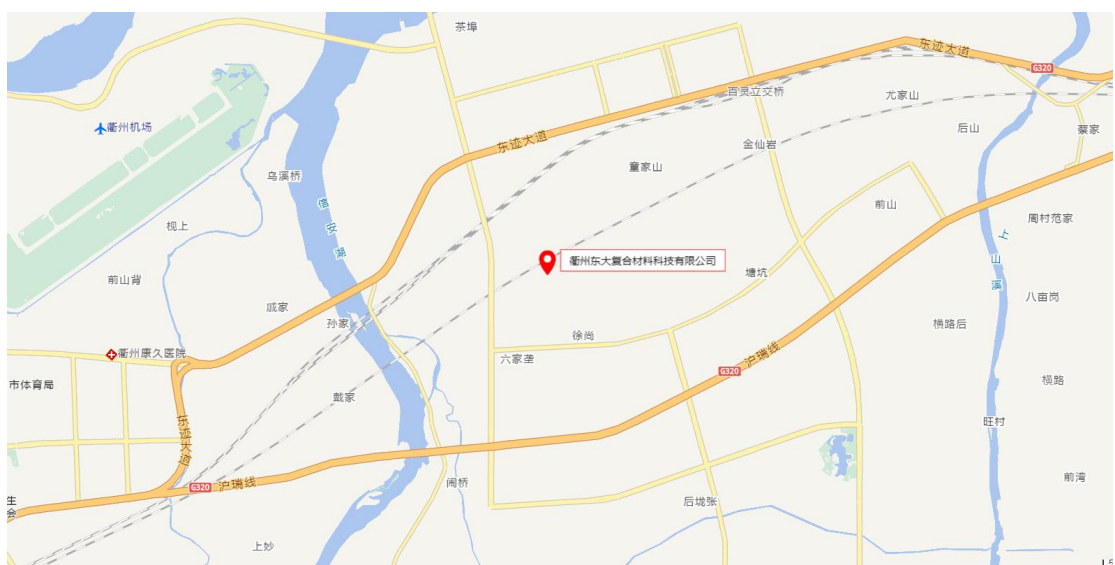 茶埠
东迹大道
G320
百灵立交桥
尤家山
衢州机场
后山
蔡家
东迹大道
金仙岩
童家山
乌溪桥
信安湖
前山
周村范家
枧上
上山溪
衢州东大复合材料科技有限公司
塘坑
前山背
八亩岗
戚家
孙家
横路后
徐尚
衢州康久医院
六家垄
沪瑞线
G320
市体育局
横路
戴家
旺村
东迹大道
闹桥
沪瑞线
G320
前湾
后垅张
生
会
上妙